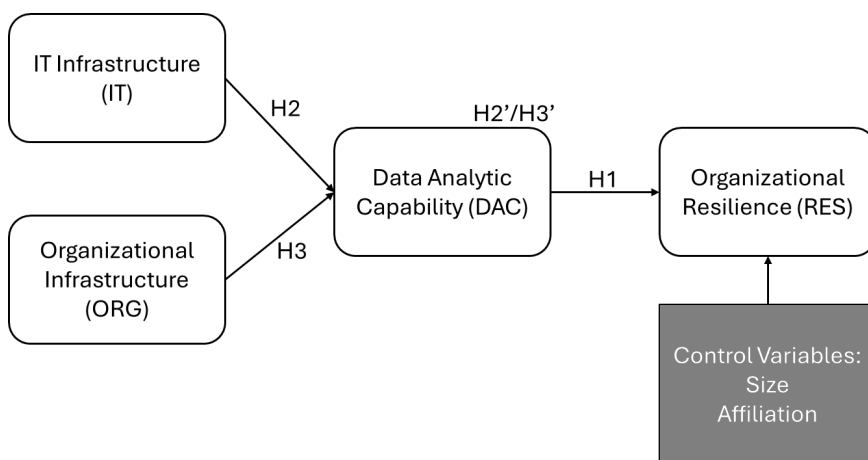 IT Infrastructure
(IT)
H2
H2’/H3’
Data Analytic
Capability (DAC)
H1
Organizational
Resilience (RES)
Organizational
Infrastructure
(ORG)
H3
Control Variables:
Size
Affiliation